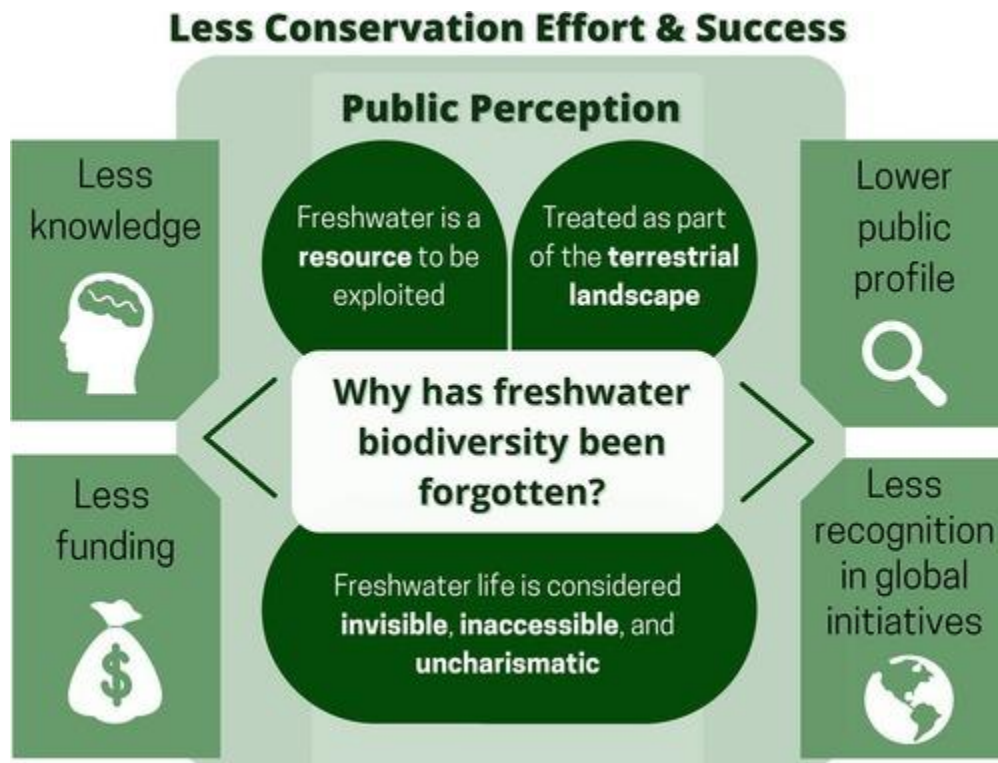 Less Conservation Effort & Success
Public Perception
Less
knowledge
Freshwater is a
resource to be
exploited
Treated as part
of the terrestrial
landscape
Lower
public
profile
Why has freshwater
biodiversity been
forgotten?
Less
funding
$
Freshwater life is considered
invisible, inaccessible, and
uncharismatic
Less
recognition
in global
initiatives